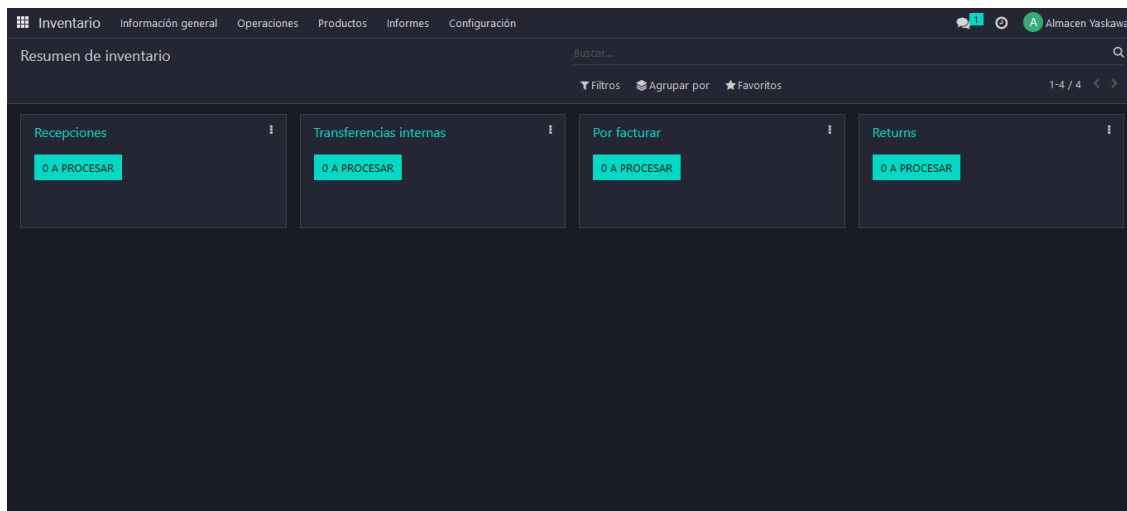 Inventario Información general Operaciones Productos Informes Configuración 1 A Almacen Yaskawa
Resumen de inventario Buscar...
Filtros Agrupar por Favoritos 1-4 / 4
Recepciones Transferencias internas Por facturar Returns
0 A PROCESAR 0 A PROCESAR 0 A PROCESAR 0 A PROCESAR